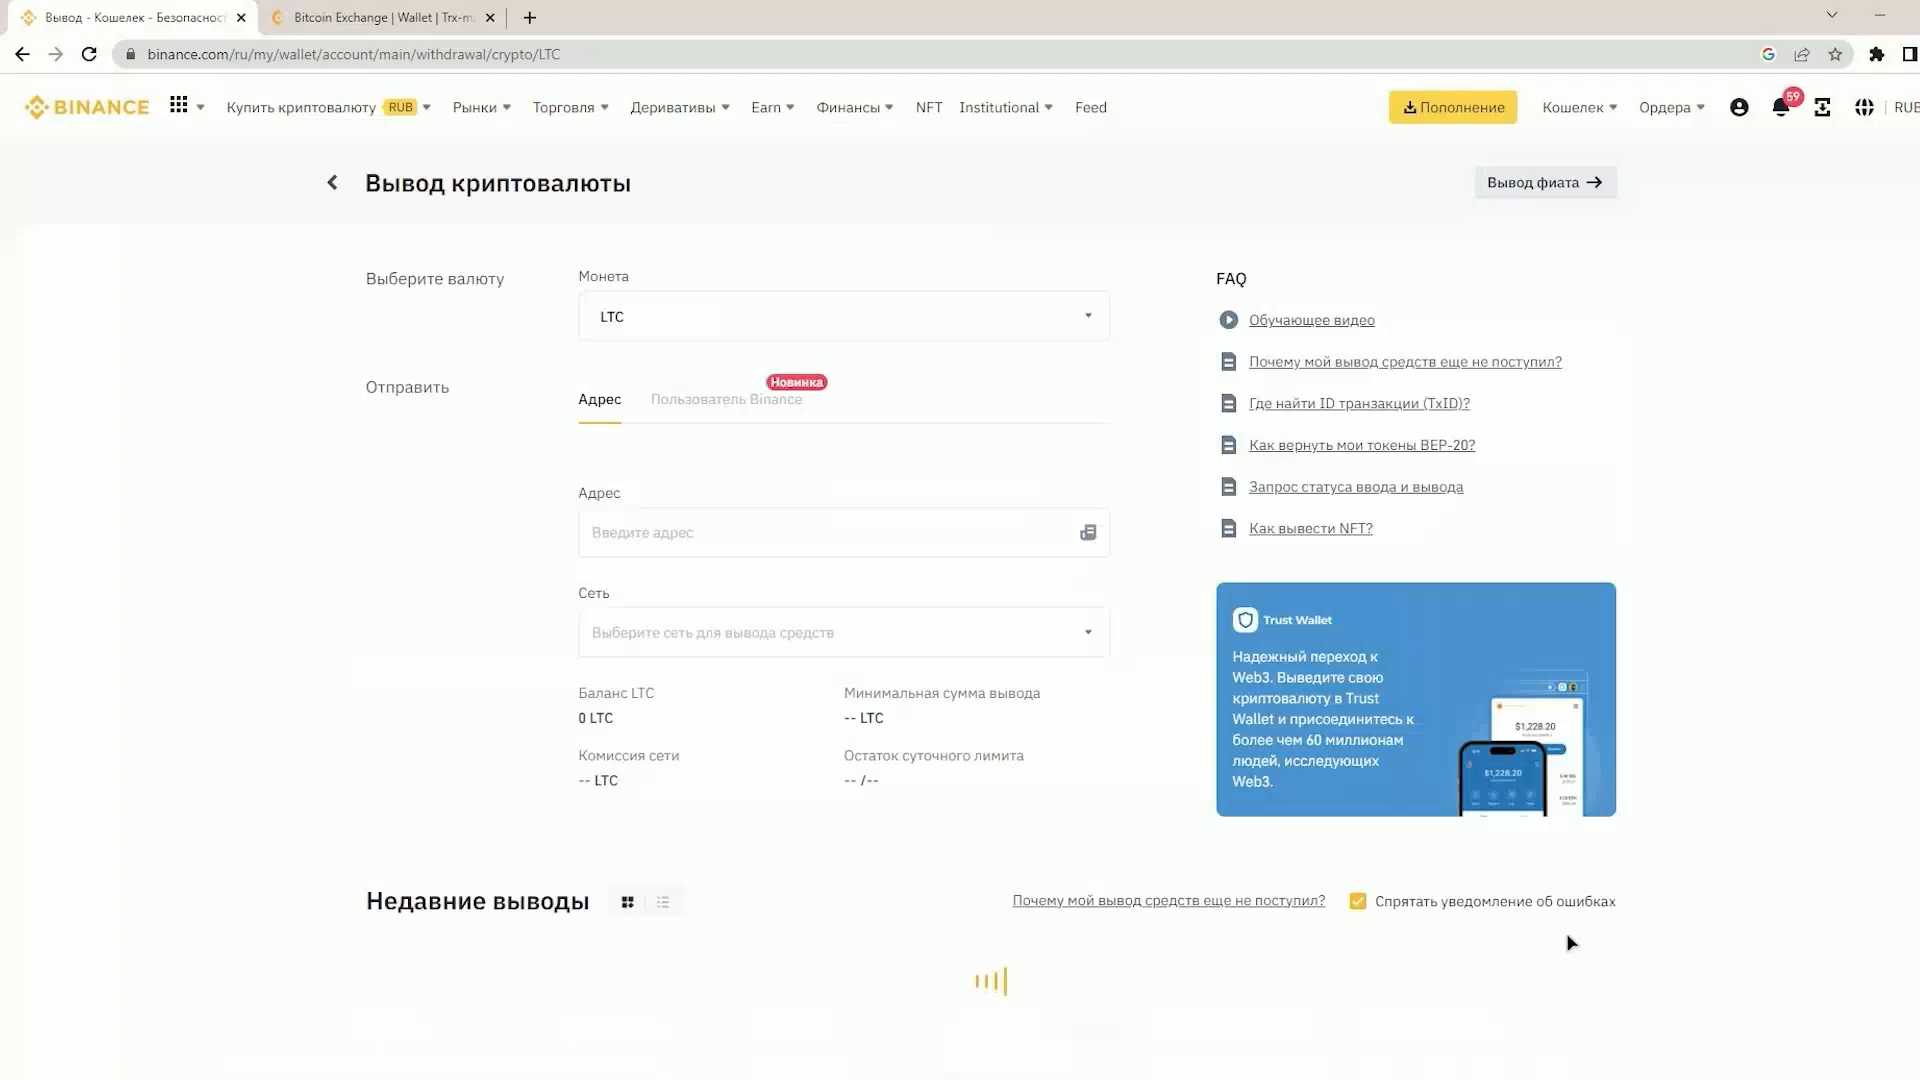 Вывод - Кошелек - Безопасност
Bitcoin Exchange | Wallet | Trx-m
binance.com/ru/my/wallet/account/main/withdrawal/crypto/LTC
BINANCE
Купить криптовалюту RUB
Рынки
Торговля
Деривативы
Earn
Финансы
NFT
Institutional
Feed
Пополнение
Кошелек
Ордера
59
RUB
Вывод криптовалюты
Вывод фиата
Выберите валюту
Монета
LTC
Отправить
Новинка
Адрес
Пользователь Binance
Адрес
Введите адрес
Сеть
Выберите сеть для вывода средств
Баланс LTC
0 LTC
Минимальная сумма вывода
-- LTC
Комиссия сети
-- LTC
Остаток суточного лимита
-- /--
FAQ
Обучающее видео
Почему мой вывод средств еще не поступил?
Где найти ID транзакции (TxID)?
Как вернуть мои токены BEP-20?
Запрос статуса ввода и вывода
Как вывести NFT?
Trust Wallet
Надежный переход к
Web3. Выведите свою
криптовалюту в Trust
Wallet и присоединитесь к
более чем 60 миллионам
людей, исследующих
Web3.
$1,228.20
$1,228.20
Недавние выводы
Почему мой вывод средств еще не поступил?
Спрятать уведомление об ошибках